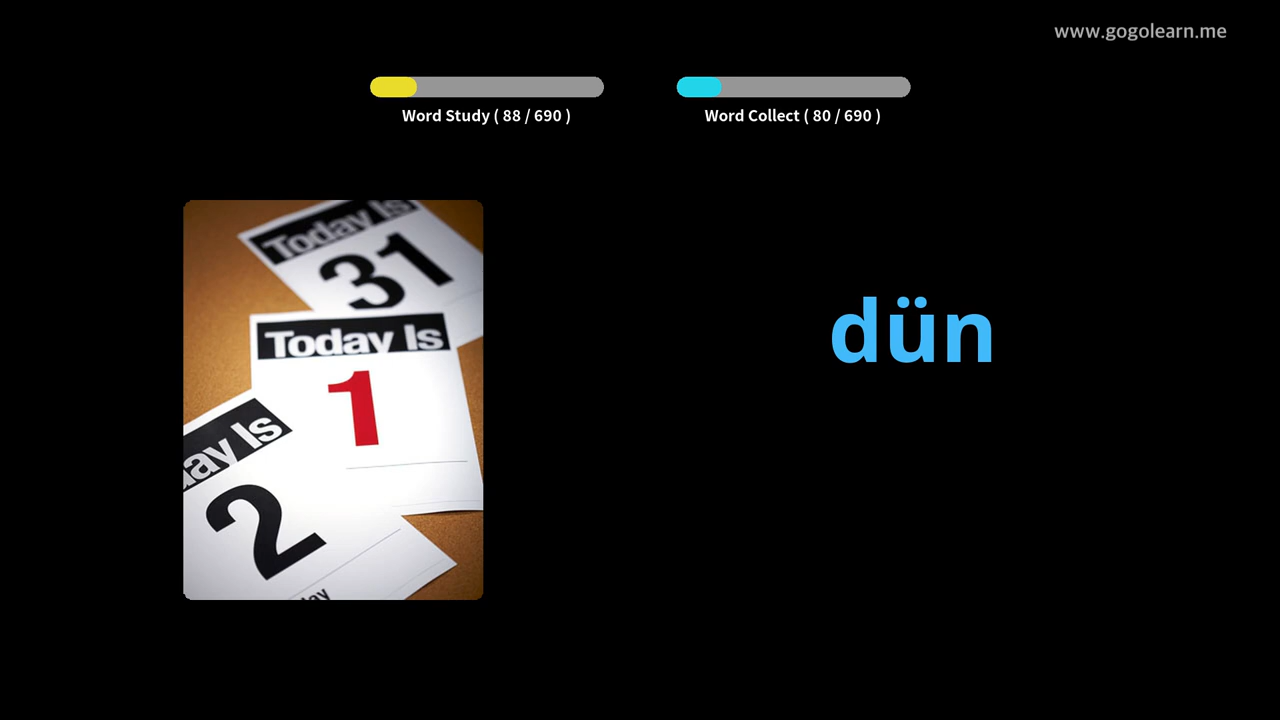 www.gogolearn.me
Word Study ( 88 / 690 )
Word Collect ( 80 / 690 )
Today Is
31
Today Is
1
day Is
2
dün